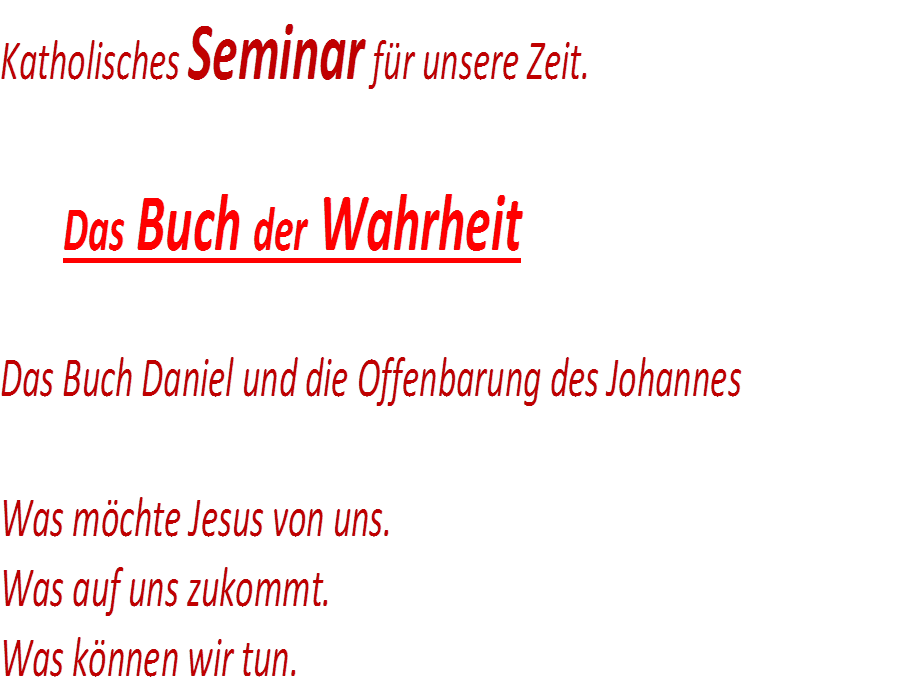 Katholisches Seminar für unsere Zeit.
Das Buch der Wahrheit
Das Buch Daniel und die Offenbarung des Johannes
Was möchte Jesus von uns.
Was auf uns zukommt.
Was können wir tun.